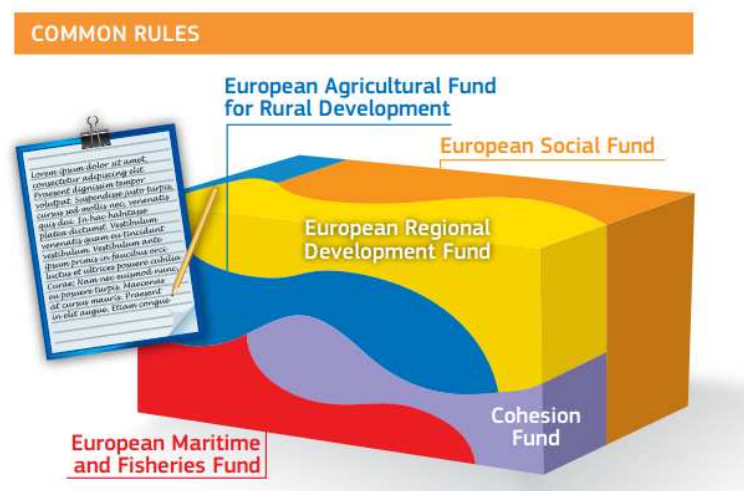 COMMON RULES
European Agricultural Fund
for Rural Development
European Social Fund
Lorem ipsum dolor sit amet,
consectetur adipiscing elit.
Praesent dignissim tempor
volutpat. Suspendisse justo turpis,
cursus sed mollis nec, venenatis
quis dui. In hac habitasse
platea dictumst. Vestibulum
venenatis quam eu tincidunt
vestibulum. Vestibulum ante
ipsum primis in faucibus orci
luctus et ultrices posuere cubilia
Curae; Nam nec euismod nunc,
eu posuere turpis. Maecenas
at cursus mauris. Praesent
in elit augue. Etiam congue
European Regional
Development Fund
Cohesion
Fund
European Maritime
and Fisheries Fund